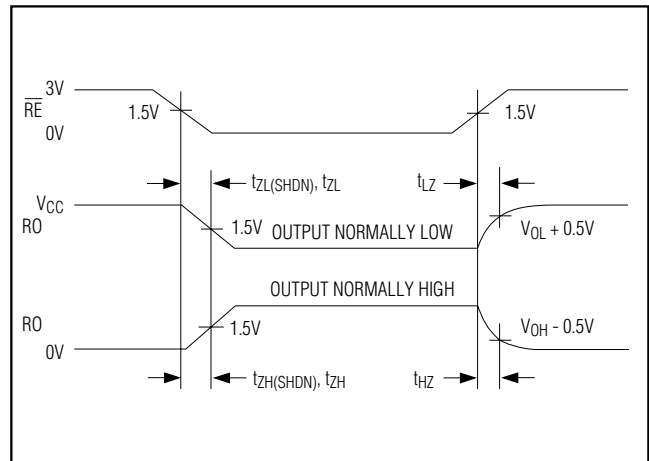 3V
RE
1.5V
1.5V
0V
tZL(SHDN), tZL
tLZ
VCC
RO
1.5V
OUTPUT NORMALLY LOW
VOL + 0.5V
OUTPUT NORMALLY HIGH
RO
1.5V
VOH - 0.5V
0V
tZH(SHDN), tZH
tHZ